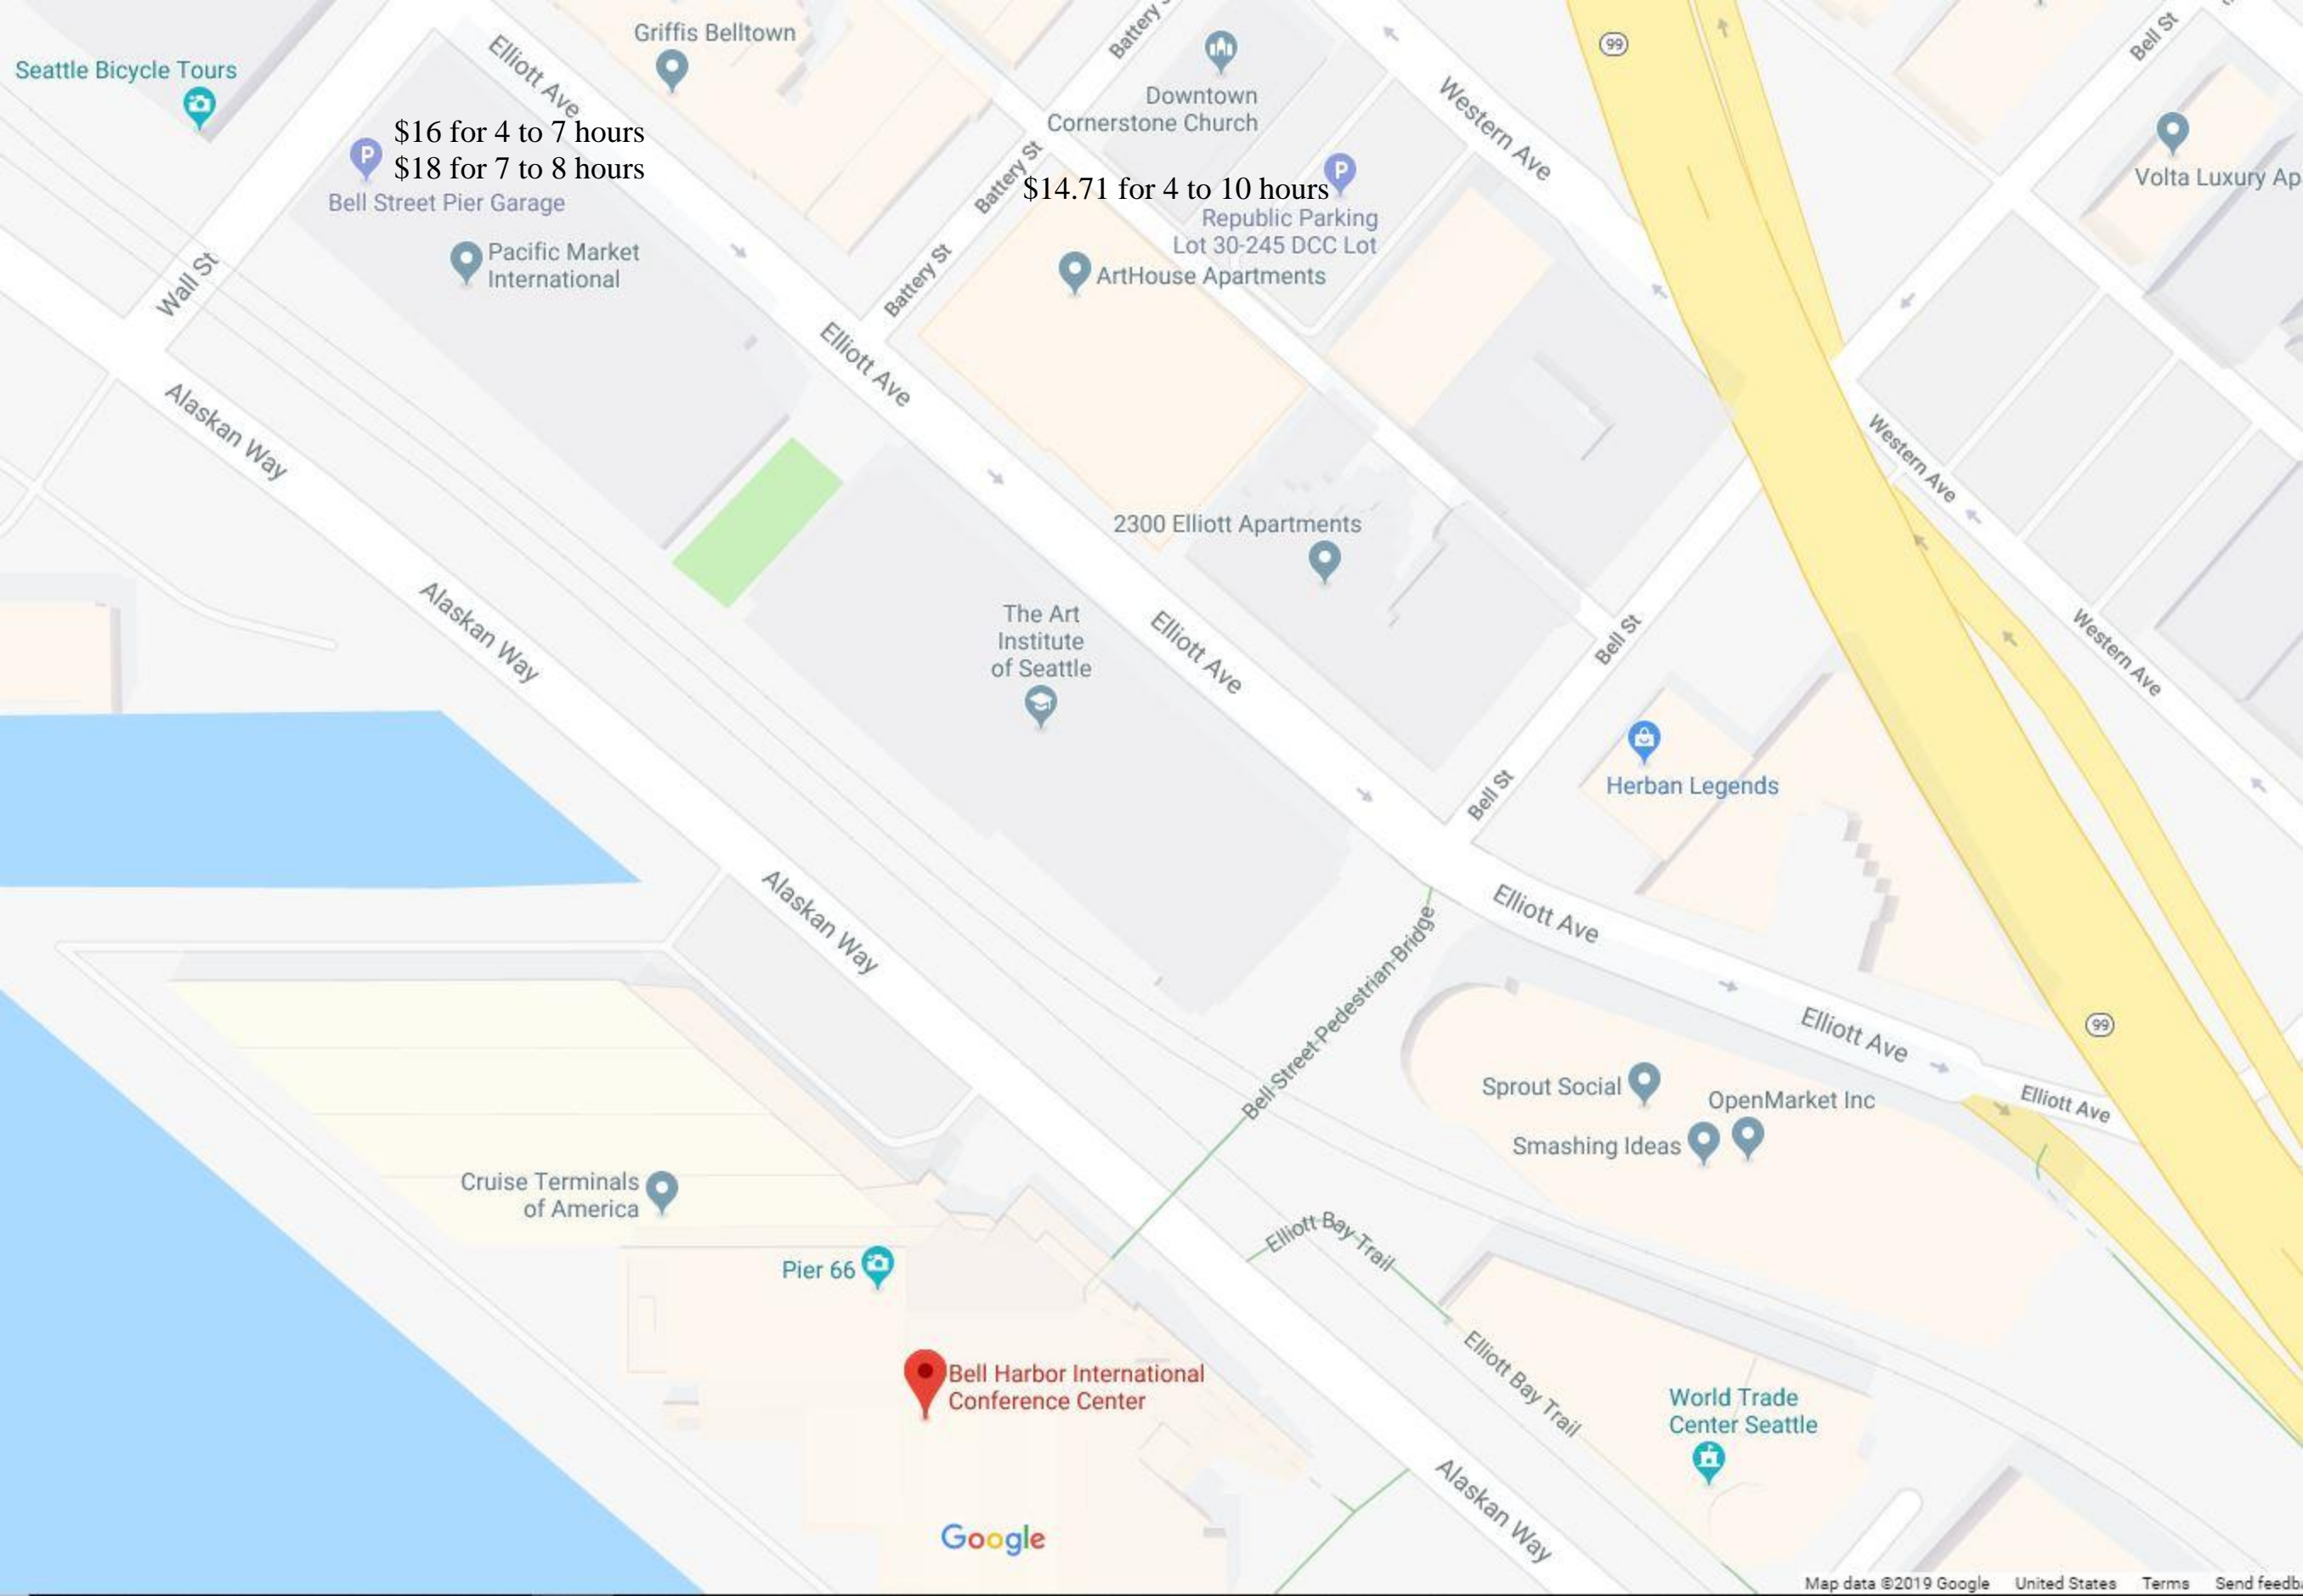 Battery S
Griffis Belltown
Elliott Ave
99
Bell St
Seattle Bicycle Tours
Downtown
Cornerstone Church
Western Ave
$16 for 4 to 7 hours
$18 for 7 to 8 hours
P
Bell Street Pier Garage
Battery St
$14.71 for 4 to 10 hours
P
Republic Parking
Lot 30-245 DCC Lot
Volta Luxury Ap
Pacific Market
International
Wall St
Battery St
ArtHouse Apartments
Elliott Ave
Alaskan Way
Western Ave
2300 Elliott Apartments
Alaskan Way
The Art
Institute
of Seattle
Elliott Ave
Bell St
Western Ave
Bell St
Herban Legends
Alaskan Way
Elliott Ave
Bell Street Pedestrian Bridge
Elliott Ave
99
Sprout Social
OpenMarket Inc
Elliott Ave
Smashing Ideas
Cruise Terminals
of America
Elliott Bay Trail
Pier 66
Bell Harbor International
Conference Center
Elliott Bay Trail
World Trade
Center Seattle
Alaskan Way
Google
Map data ©2019 Google United States Terms Send feedb